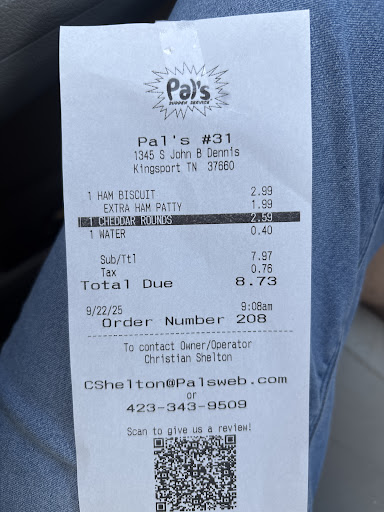 Pal's
SUDDEN SERVICE
Pal's #31
1345 S John B Dennis
Kingsport TN 37660
1 HAM BISCUIT 2.99
EXTRA HAM PATTY 1.99
1 CHEDDAR ROUNDS 2.59
1 WATER 0.40
Sub/Ttl 7.97
Tax 0.76
Total Due 8.73
9/22/25 9:08am
Order Number 208
To contact Owner/Operator
Christian Shelton
CShelton@Palsweb.com
or
423-343-9509
Scan to give us a review!